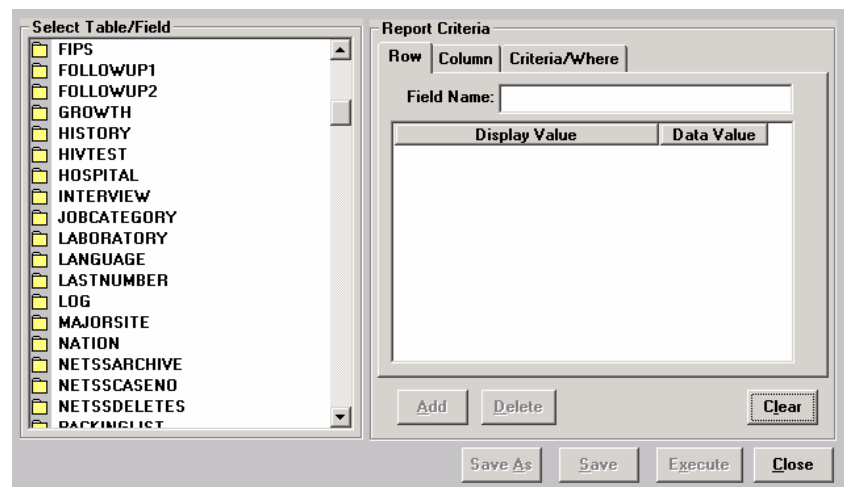 Select Table/Field
FIPS
FOLLOWUP1
FOLLOWUP2
GROWTH
HISTORY
HIVTEST
HOSPITAL
INTERVIEW
JOBCATEGORY
LABORATORY
LANGUAGE
LASTNUMBER
LOG
MAJORSITE
NATION
NETSSARCHIVE
NETSSCASENO
NETSSDELETES
PACKINGLIST
Report Criteria
Row Column Criteria/Where
Field Name:
Display Value Data Value
Add Delete Clear
Save As Save Execute Close